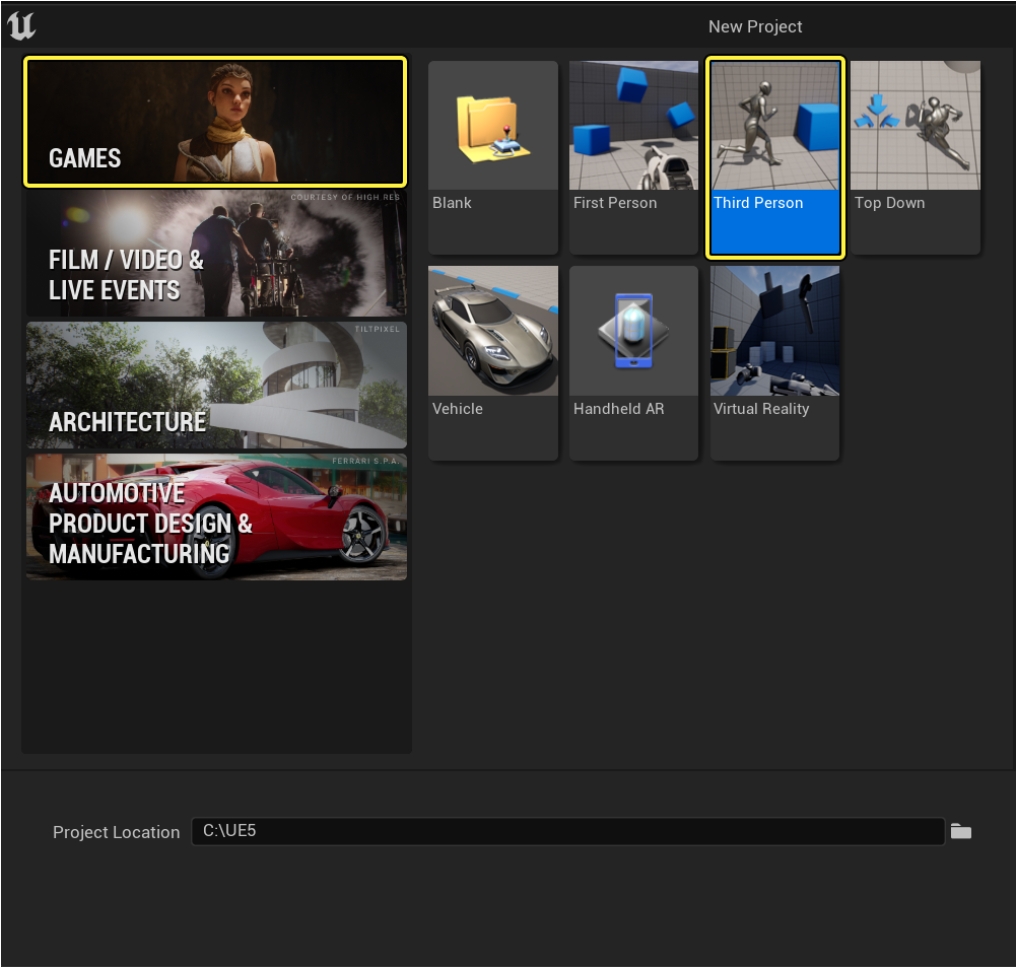 New Project
GAMES
COURTESY OF HIGH RES
FILM / VIDEO &
LIVE EVENTS
TILTPIXEL
ARCHITECTURE
FERRARI S.P.A.
AUTOMOTIVE
PRODUCT DESIGN &
MANUFACTURING
Blank
First Person
Third Person
Top Down
Vehicle
Handheld AR
Virtual Reality
Project Location
C:\UE5